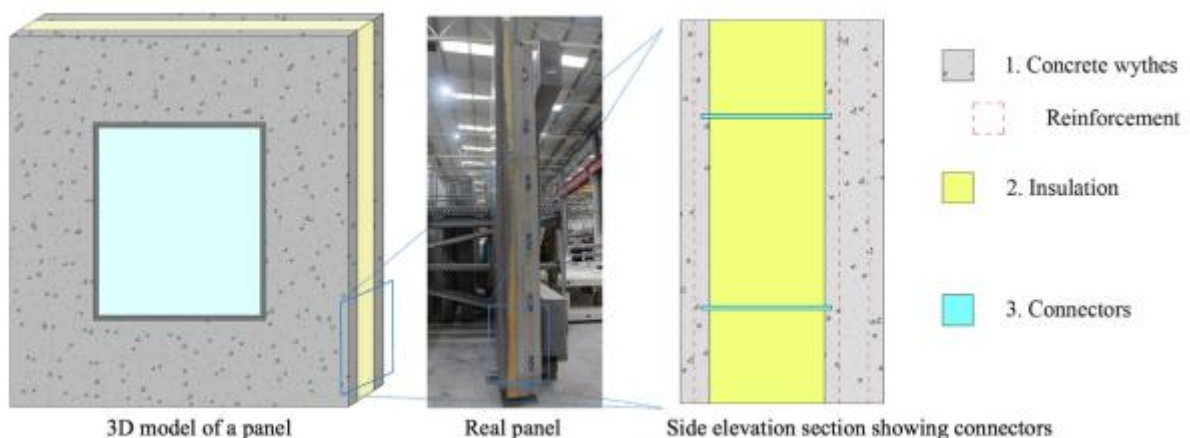 1. Concrete wythes
Reinforcement
2. Insulation
3. Connectors
3D model of a panel
Real panel
Side elevation section showing connectors